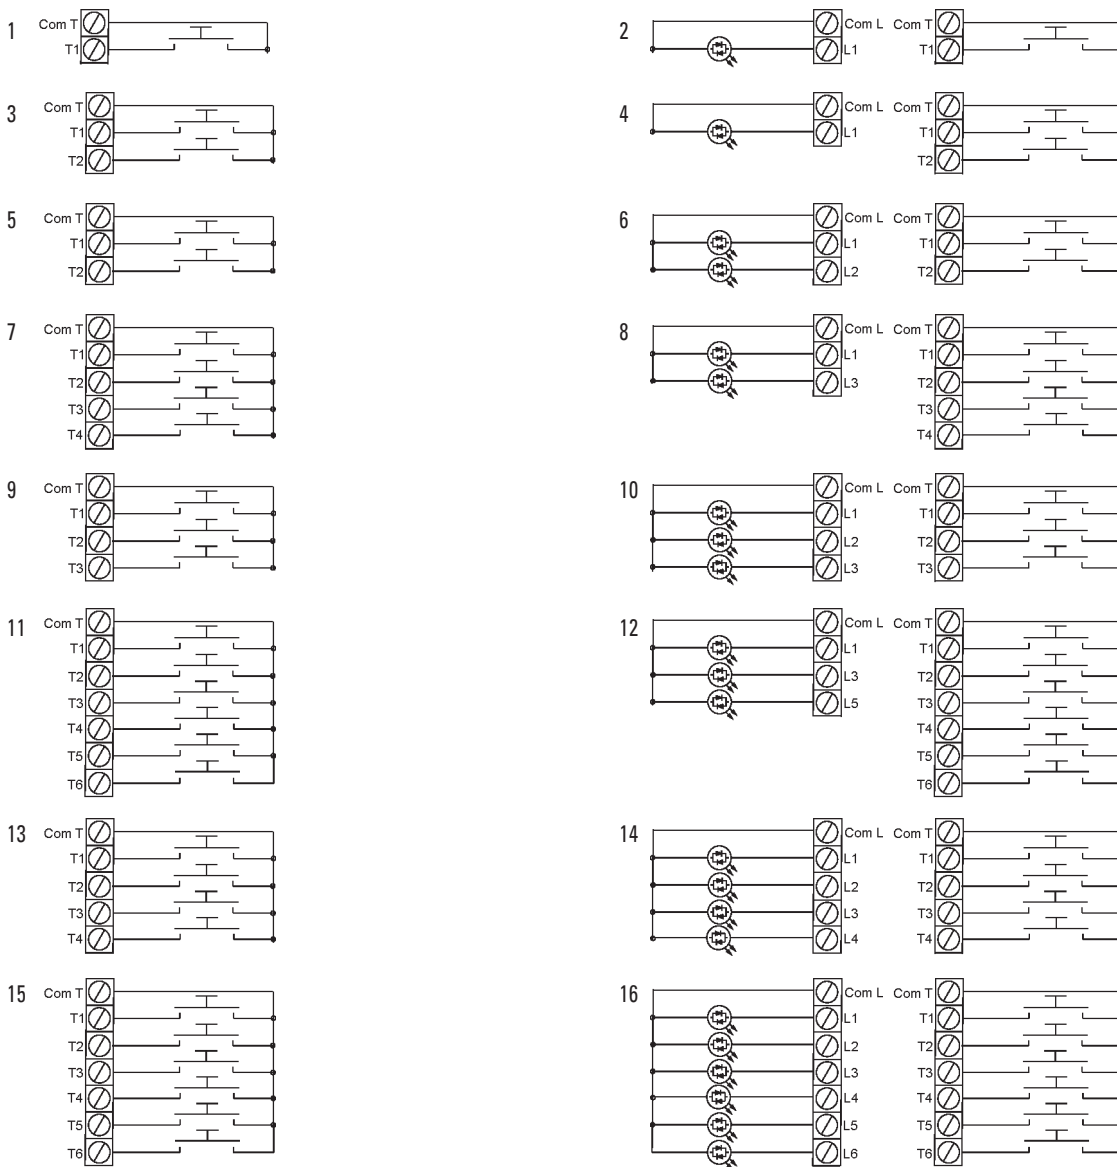 1 Com T
T1
2 Com L Com T
L1 T1
3 Com T
T1
T2
4 Com L Com T
L1 T1
T2
5 Com T
T1
T2
6 Com L Com T
L1 T1
L2 T2
7 Com T
T1
T2
T3
T4
8 Com L Com T
L1 T1
L3 T2
T3
T4
9 Com T
T1
T2
T3
10 Com L Com T
L1 T1
L2 T2
L3 T3
11 Com T
T1
T2
T3
T4
T5
T6
12 Com L Com T
L1 T1
L3 T2
L5 T3
T4
T5
T6
13 Com T
T1
T2
T3
T4
14 Com L Com T
L1 T1
L2 T2
L3 T3
L4 T4
15 Com T
T1
T2
T3
T4
T5
T6
16 Com L Com T
L1 T1
L2 T2
L3 T3
L4 T4
L5 T5
L6 T6